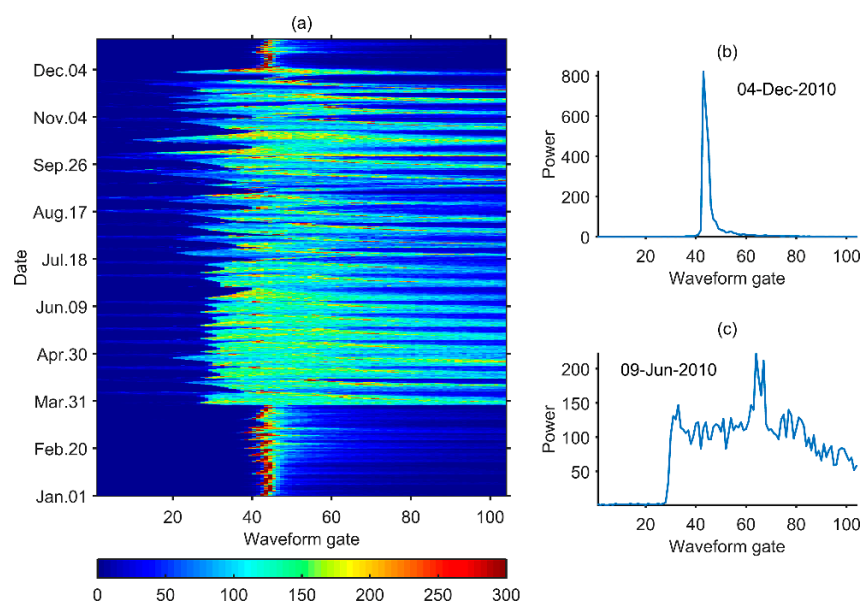 (a)
Date
Dec.04
Nov.04
Sep.26
Aug.17
Jul.18
Jun.09
Apr.30
Mar.31
Feb.20
Jan.01
20 40 60 80 100
Waveform gate
0 50 100 150 200 250 300
(b)
04-Dec-2010
Power
800
600
400
200
0
20 40 60 80 100
Waveform gate
(c)
09-Jun-2010
Power
200
150
100
50
20 40 60 80 100
Waveform gate